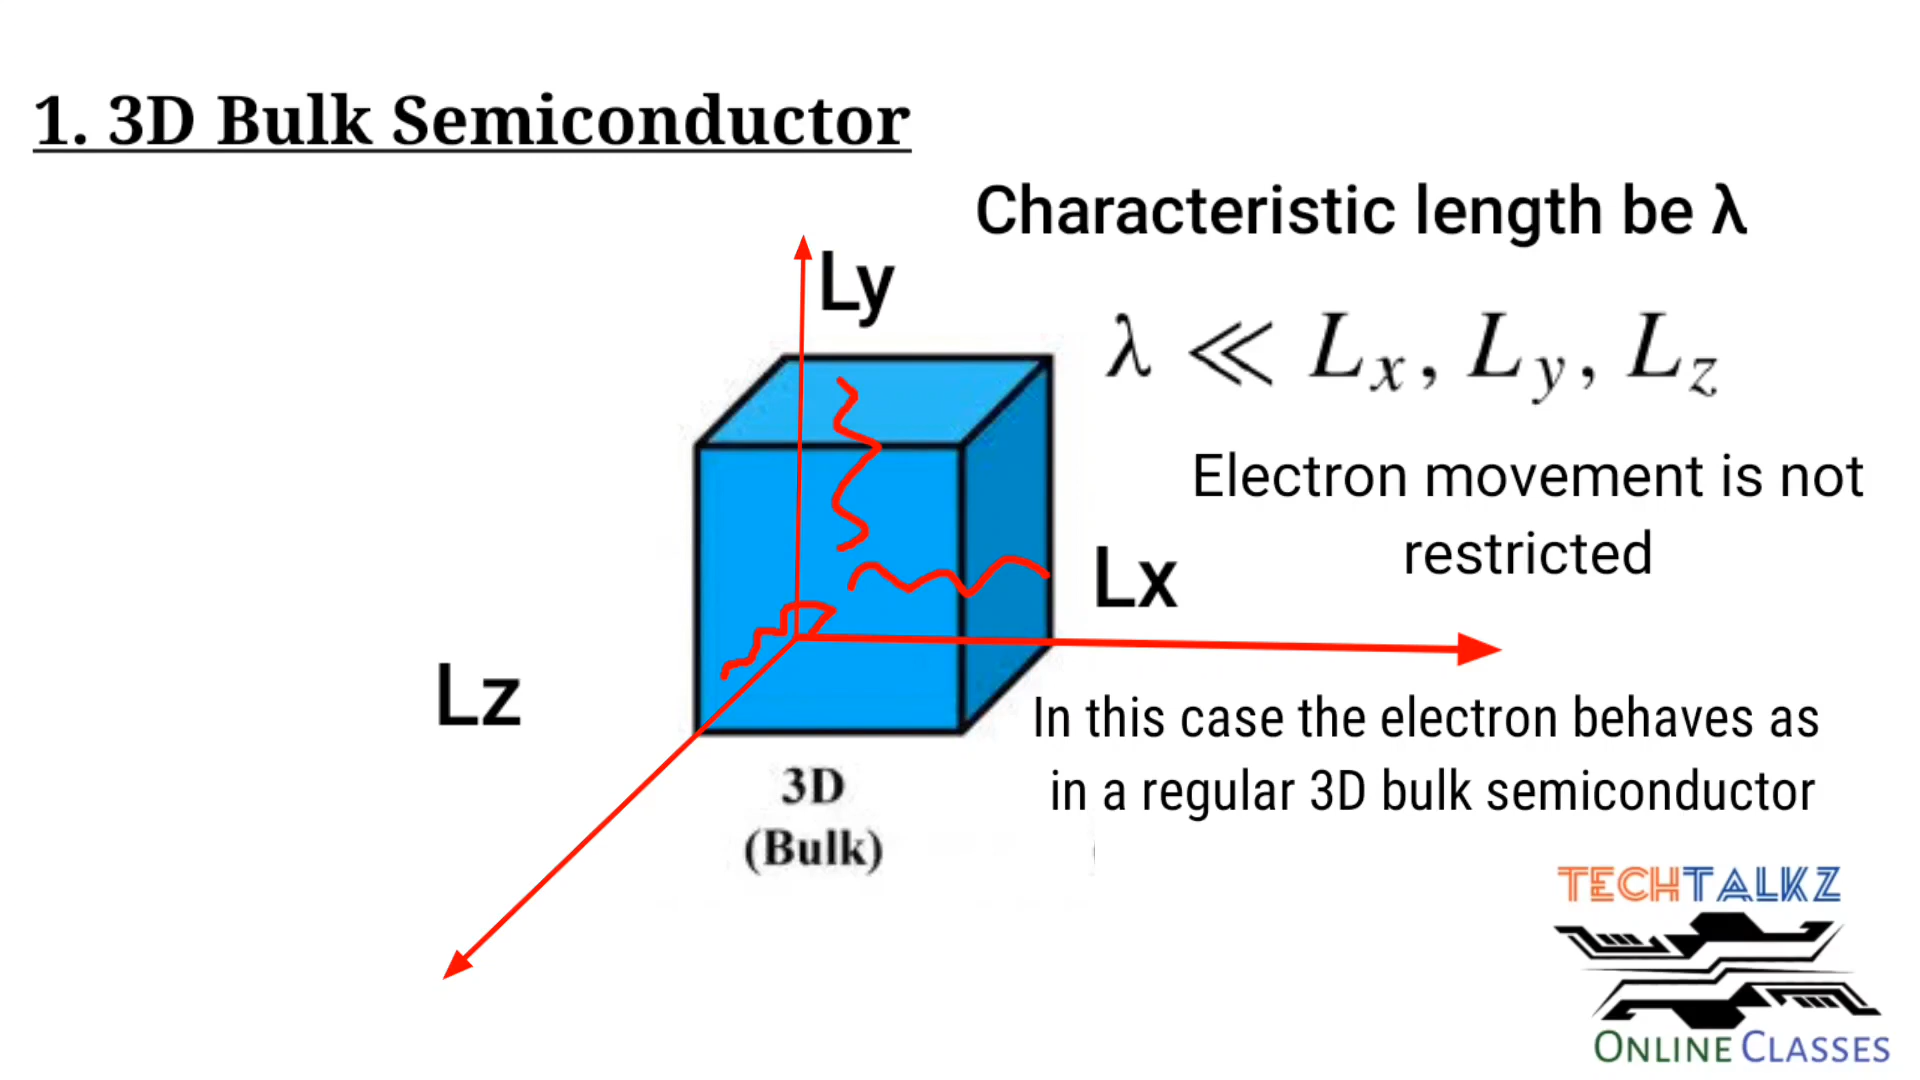 1. 3D Bulk Semiconductor
Characteristic length be λ
Ly
λ ≪ Lx, Ly, Lz
Electron movement is not
restricted
Lx
Lz
In this case the electron behaves as
in a regular 3D bulk semiconductor
3D
(Bulk)
TECHTALKZ
ONLINE CLASSES